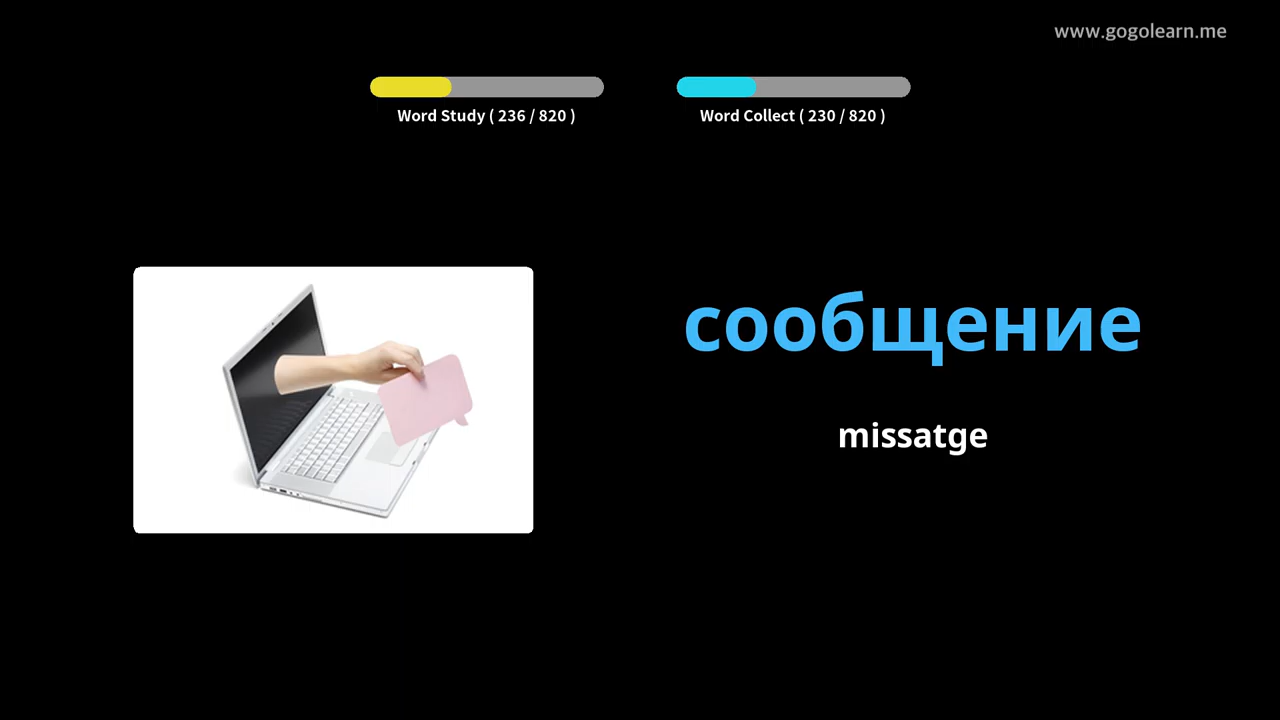 www.gogolearn.me
Word Study ( 236 / 820 )
Word Collect ( 230 / 820 )
сообщение
missatge